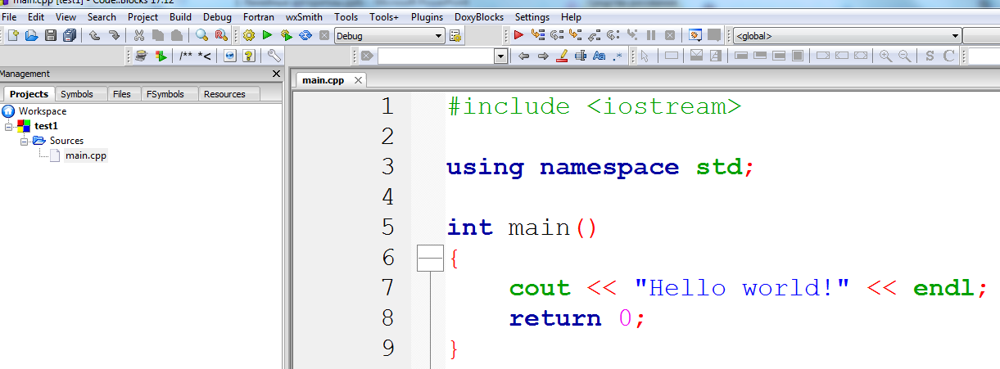 main.cpp [test1] - Code::Blocks 17.12
File Edit View Search Project Build Debug Fortran wxSmith Tools Tools+ Plugins DoxyBlocks Settings Help
Debug
<global>
/** *<
Aa .*
S C
Management
Projects Symbols Files FSymbols Resources
Workspace
test1
Sources
main.cpp
main.cpp
1 #include <iostream>
2
3 using namespace std;
4
5 int main()
6 {
7 cout << "Hello world!" << endl;
8 return 0;
9 }